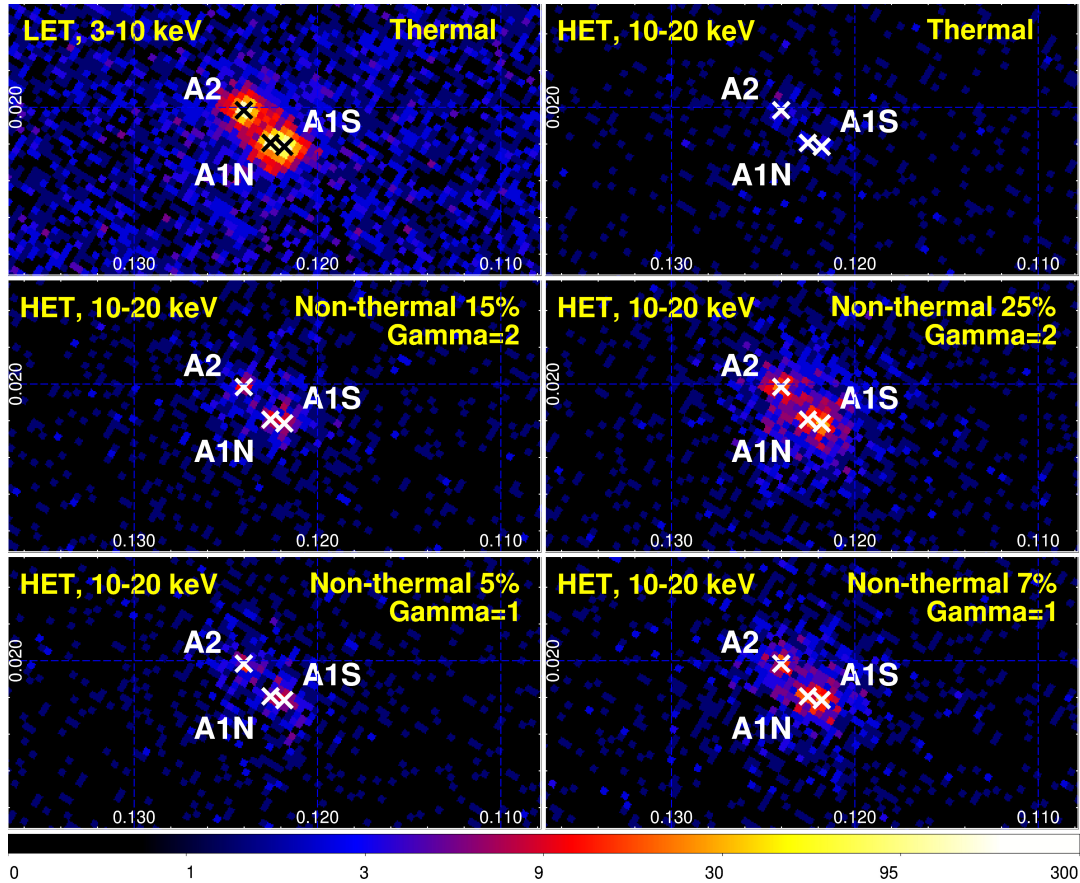 LET, 3-10 keV Thermal
A2
A1S
A1N
0.020
0.130 0.120 0.110
HET, 10-20 keV Thermal
A2
A1S
A1N
0.020
0.130 0.120 0.110
HET, 10-20 keV Non-thermal 15%
Gamma=2
A2
A1S
A1N
0.020
0.130 0.120 0.110
HET, 10-20 keV Non-thermal 25%
Gamma=2
A2
A1S
A1N
0.020
0.130 0.120 0.110
HET, 10-20 keV Non-thermal 5%
Gamma=1
A2
A1S
A1N
0.020
0.130 0.120 0.110
HET, 10-20 keV Non-thermal 7%
Gamma=1
A2
A1S
A1N
0.020
0.130 0.120 0.110
0 1 3 9 30 95 300